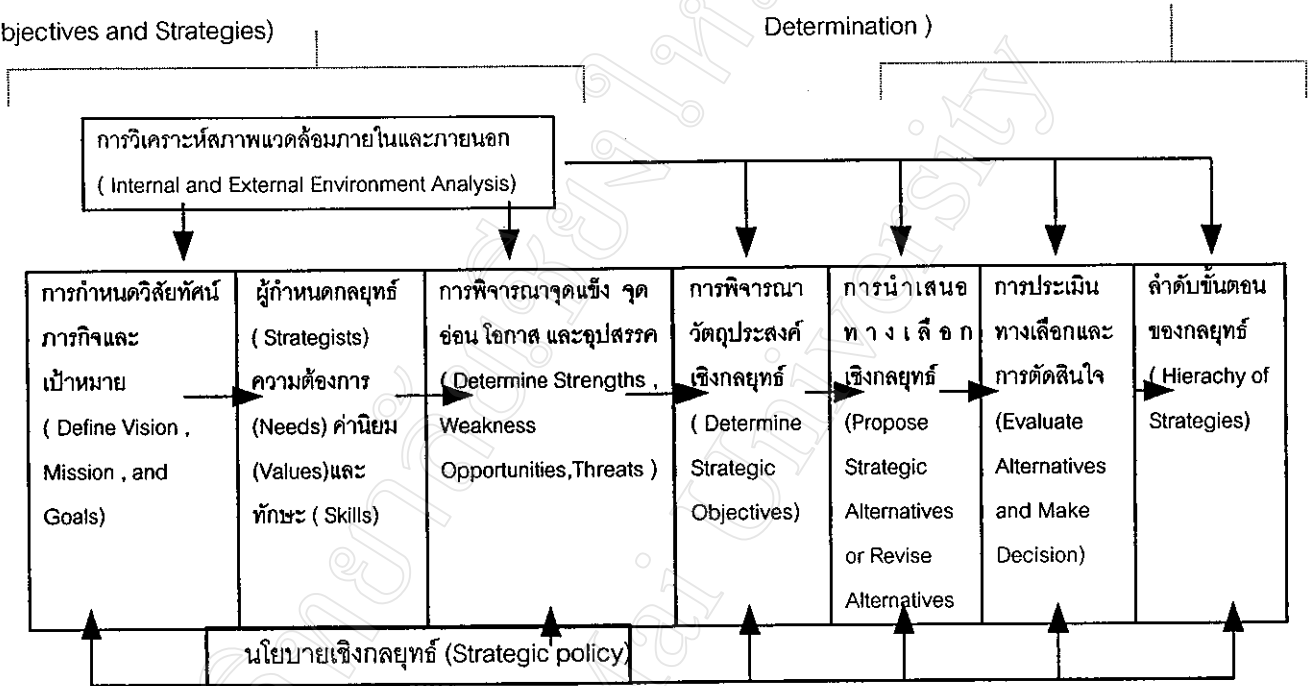 bjectives and Strategies)
Determination )
การวิเคราะห์สภาพแวดล้อมภายในและภายนอก
( Internal and External Environment Analysis)
การกำหนดวิสัยทัศน์
ภารกิจและ
เป้าหมาย
( Define Vision ,
Mission , and
Goals)
ผู้กำหนดกลยุทธ์
( Strategists)
ความต้องการ
(Needs) ค่านิยม
(Values)และ
ทักษะ ( Skills)
การพิจารณาจุดแข็ง จุด
อ่อน โอกาส และอุปสรรค
( Determine Strengths ,
Weakness
Opportunities,Threats )
การพิจารณา
วัตถุประสงค์
เชิงกลยุทธ์
( Determine
Strategic
Objectives)
การนำเสนอ
ทางเลือก
เชิงกลยุทธ์
(Propose
Strategic
Alternatives
or Revise
Alternatives
การประเมิน
ทางเลือกและ
การตัดสินใจ
(Evaluate
Alternatives
and Make
Decision)
ลำดับขั้นตอน
ของกลยุทธ์
( Hierachy of
Strategies)
นโยบายเชิงกลยุทธ์ (Strategic policy)